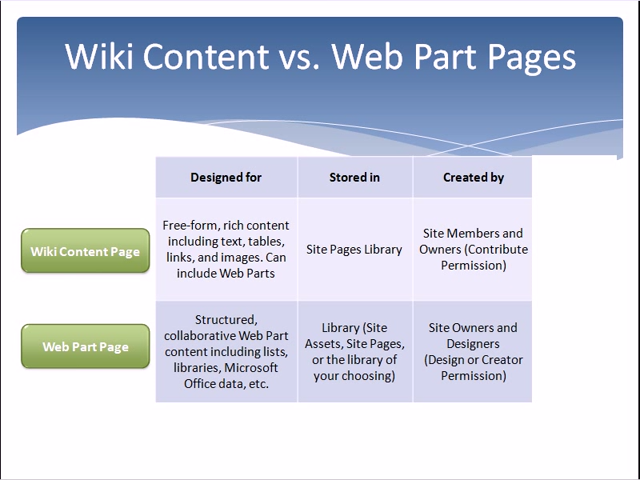 Wiki Content vs. Web Part Pages
Designed for
Stored in
Created by
Wiki Content Page
Free-form, rich content
including text, tables,
links, and images. Can
include Web Parts
Site Pages Library
Site Members and
Owners (Contribute
Permission)
Web Part Page
Structured,
collaborative Web Part
content including lists,
libraries, Microsoft
Office data, etc.
Library (Site
Assets, Site Pages,
or the library of
your choosing)
Site Owners and
Designers
(Design or Creator
Permission)